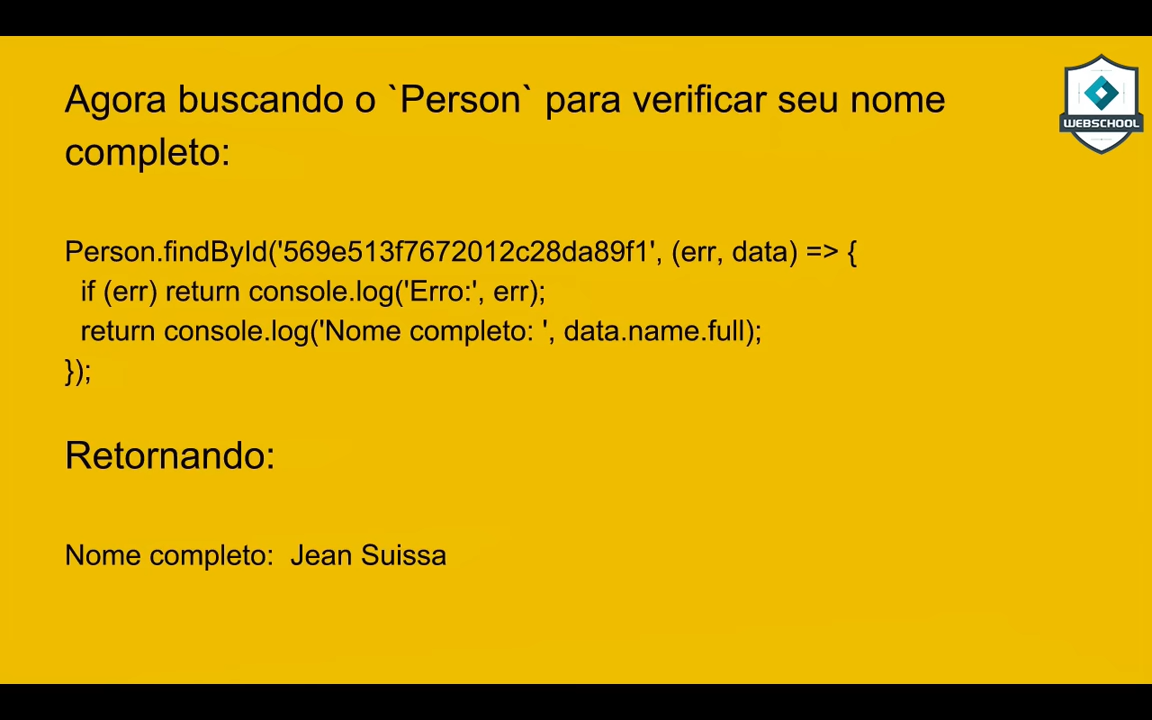 Agora buscando o `Person` para verificar seu nome
completo:
WEBSCHOOL
Person.findById('569e513f7672012c28da89f1', (err, data) => {
  if (err) return console.log('Erro:', err);
  return console.log('Nome completo: ', data.name.full);
});
Retornando:
Nome completo:  Jean Suissa